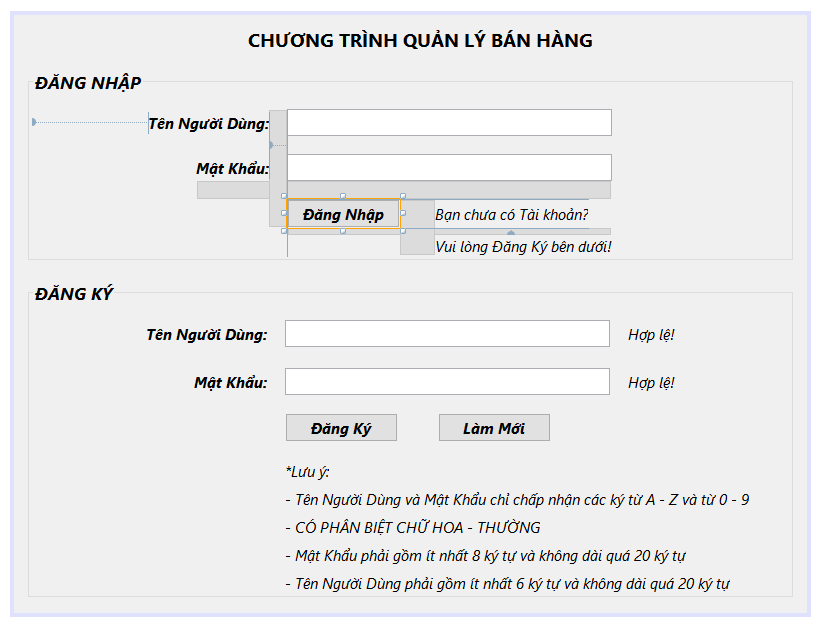 CHƯƠNG TRÌNH QUẢN LÝ BÁN HÀNG
ĐĂNG NHẬP
Tên Người Dùng:
Mật Khẩu:
Đăng Nhập
Bạn chưa có Tài khoản?
Vui lòng Đăng Ký bên dưới!
ĐĂNG KÝ
Tên Người Dùng:
Hợp lệ!
Mật Khẩu:
Hợp lệ!
Đăng Ký
Làm Mới
*Lưu ý:
- Tên Người Dùng và Mật Khẩu chỉ chấp nhận các ký từ A - Z và từ 0 - 9
- CÓ PHÂN BIỆT CHỮ HOA - THƯỜNG
- Mật Khẩu phải gồm ít nhất 8 ký tự và không dài quá 20 ký tự
- Tên Người Dùng phải gồm ít nhất 6 ký tự và không dài quá 20 ký tự